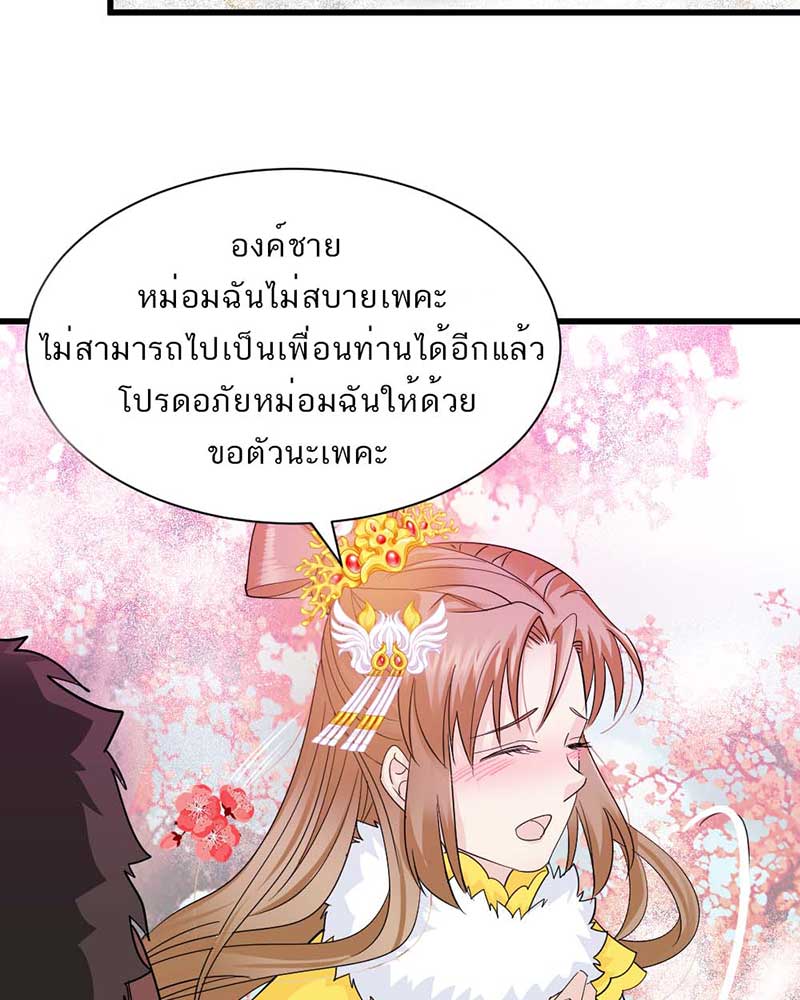 องค์ชาย
หม่อมฉันไม่สบายเพคะ
ไม่สามารถไปเป็นเพื่อนท่านได้อีกแล้ว
โปรดอภัยหม่อมฉันให้ด้วย
ขอตัวนะเพคะ